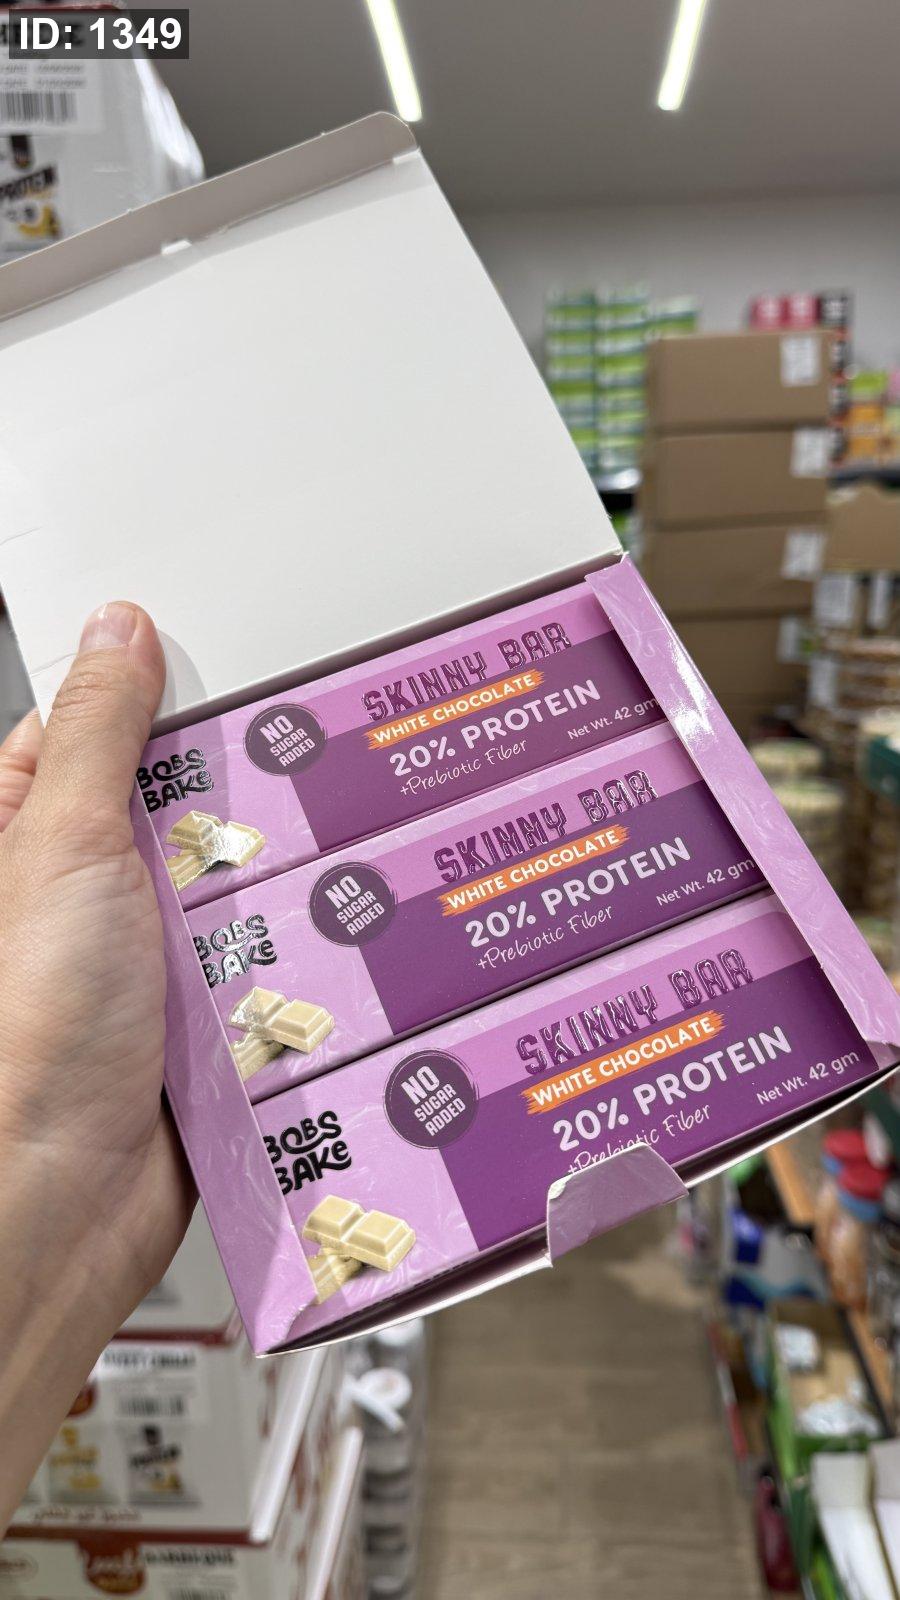 ID: 1349
PROTEIN
BOBS
BAKE
NO
SUGAR
ADDED
SKINNY BAR
WHITE CHOCOLATE
20% PROTEIN
+Prebiotic Fiber
Net Wt. 42 gm
BOBS
BAKE
NO
SUGAR
ADDED
SKINNY BAR
WHITE CHOCOLATE
20% PROTEIN
+Prebiotic Fiber
Net Wt. 42 gm
BOBS
BAKE
NO
SUGAR
ADDED
SKINNY BAR
WHITE CHOCOLATE
20% PROTEIN
+Prebiotic Fiber
Net Wt. 42 gm